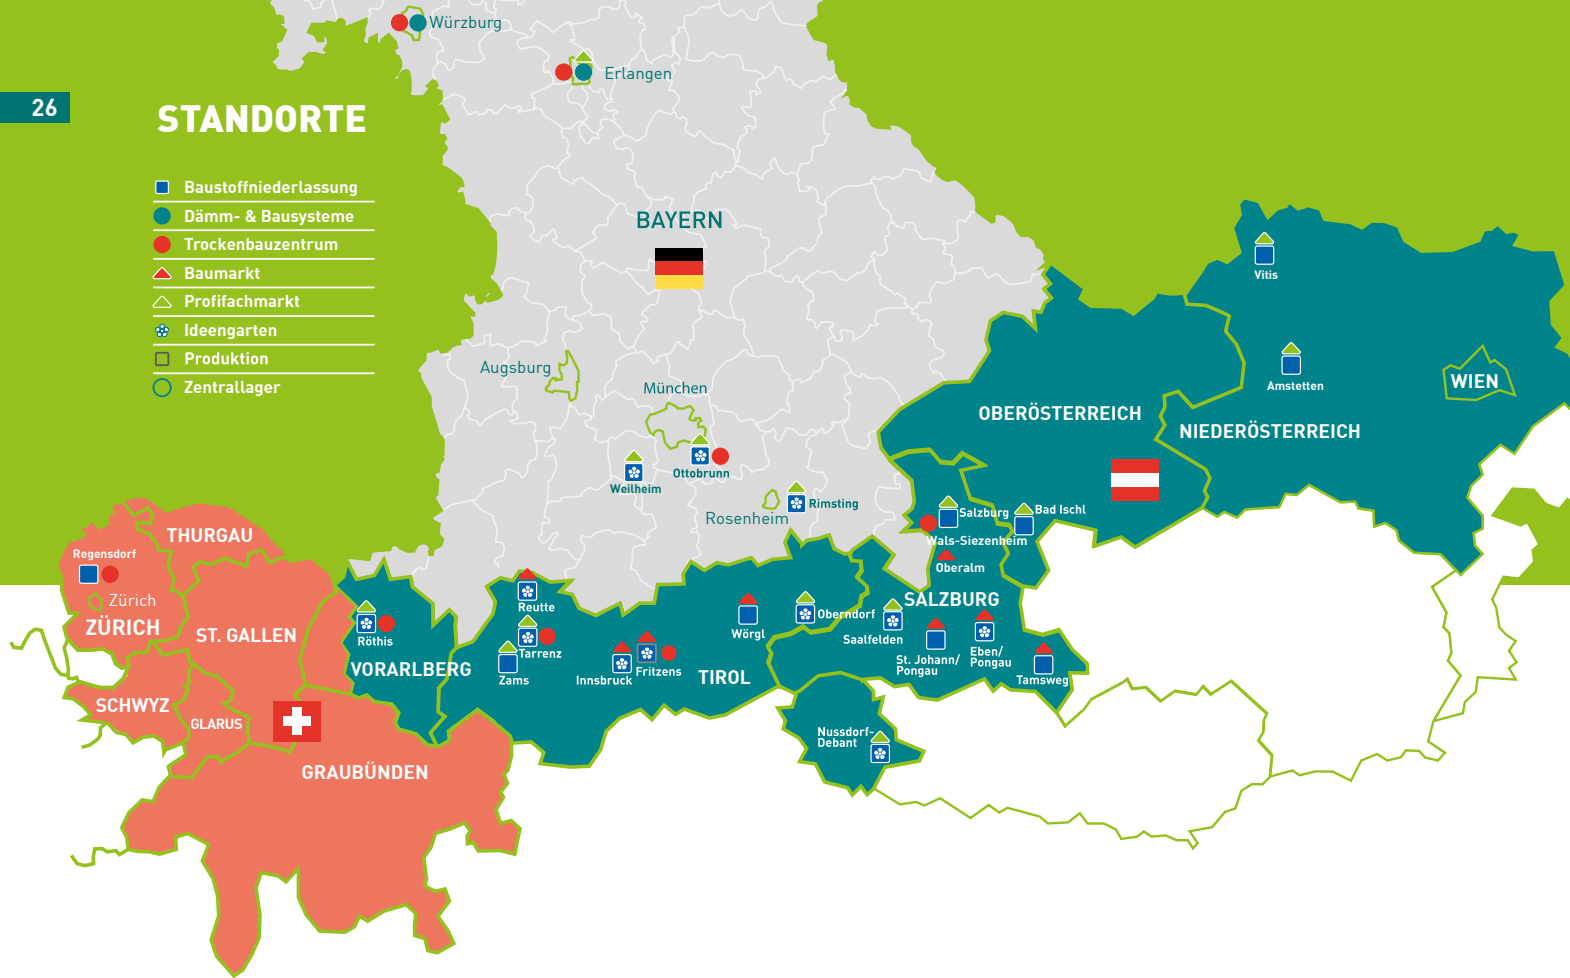 26
STANDORTE
Baustoffniederlassung
Dämm- & Bausysteme
Trockenbauzentrum
Baumarkt
Profifachmarkt
Ideengarten
Produktion
Zentrallager
Würzburg
Erlangen
BAYERN
Augsburg
München
Ottobrunn
Weilheim
Rimsting
Rosenheim
Vitis
Amstetten
WIEN
OBERÖSTERREICH
NIEDERÖSTERREICH
Salzburg
Bad Ischl
Wals-Siezenheim
Oberalm
SALZBURG
THURGAU
Regensdorf
Zürich
ZÜRICH
ST. GALLEN
SCHWYZ
GLARUS
GRAUBÜNDEN
Röthis
VORARLBERG
Reutte
Tarrenz
Zams
Innsbruck
Fritzens
TIROL
Wörgl
Oberndorf
Saalfelden
St. Johann/
Pongau
Eben/
Pongau
Tamsweg
Nussdorf-
Debant